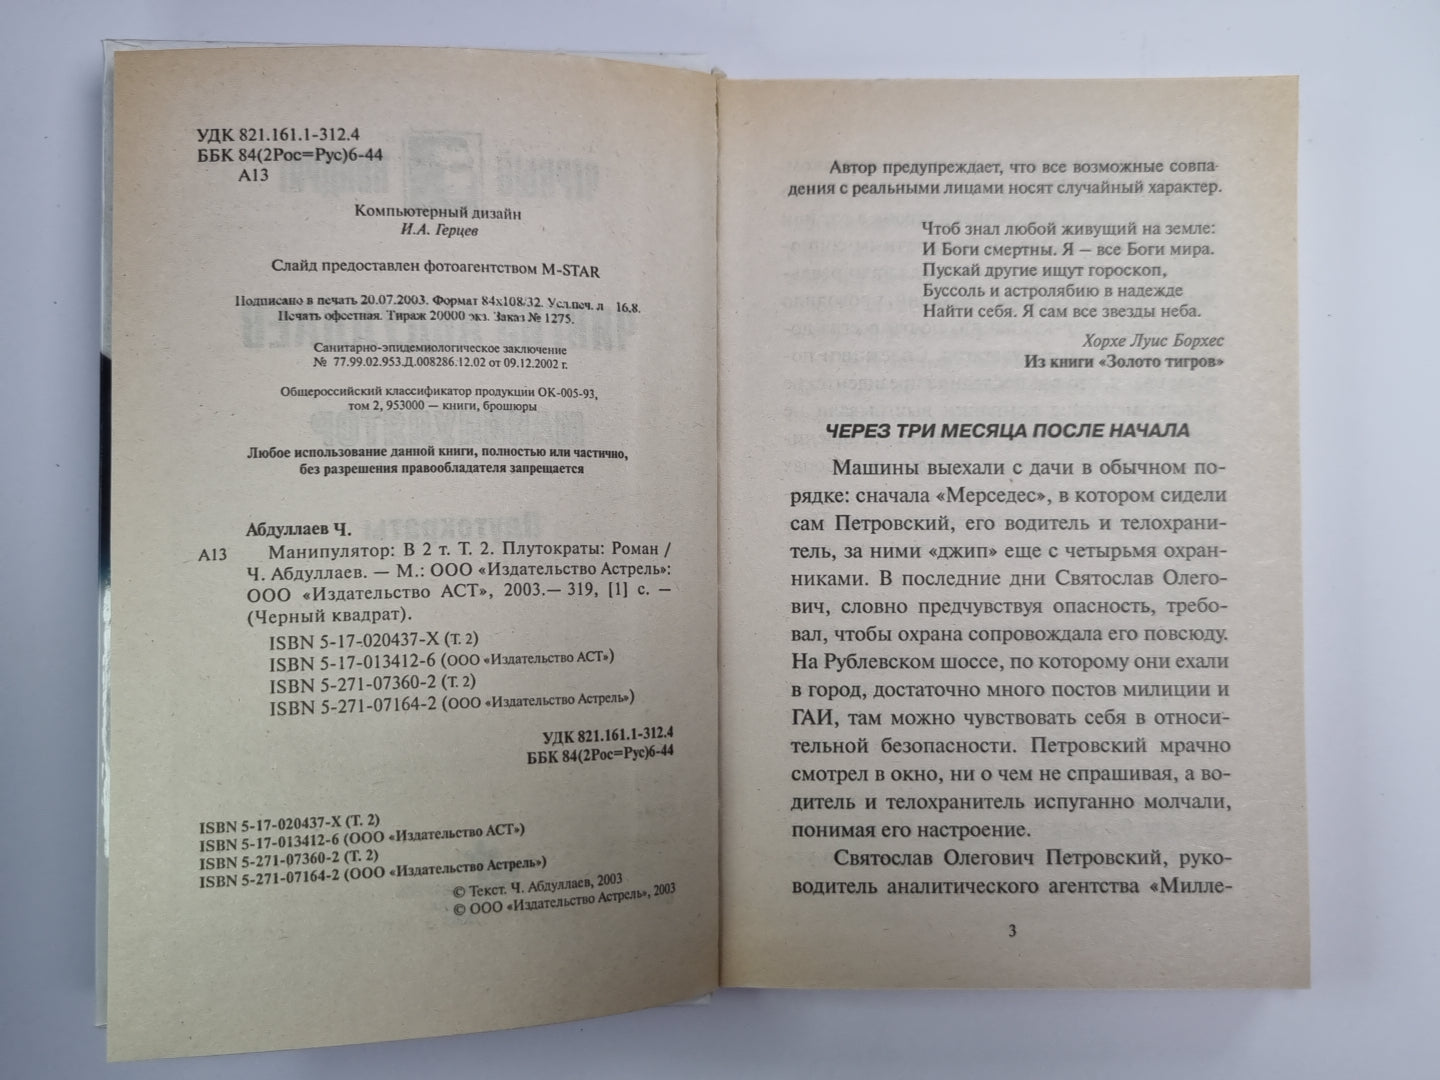 УДК 821.161.1-312.4
ББК 84(2Рос=Рус)6-44
А13
Компьютерный дизайн
И.А. Герцев
Слайд предоставлен фотоагентством M-STAR
Подписано в печать 20.07.2003. Формат 84х108/32. Усл.печ. л 16,8.
Печать офсетная. Тираж 20000 экз. Заказ № 1275.
Санитарно-эпидемиологическое заключение
№ 77.99.02.953.Д.008286.12.02 от 09.12.2002 г.
Общероссийский классификатор продукции ОК-005-93,
том 2, 953000 — книги, брошюры
Любое использование данной книги, полностью или частично,
без разрешения правообладателя запрещается
Абдуллаев Ч.
А13 Манипулятор: В 2 т. Т. 2. Плутократы: Роман /
Ч. Абдуллаев. — М.: ООО «Издательство Астрель»:
ООО «Издательство АСТ», 2003.— 319, [1] с. —
(Черный квадрат).
ISBN 5-17-020437-X (Т. 2)
ISBN 5-17-013412-6 (ООО «Издательство АСТ»)
ISBN 5-271-07360-2 (Т. 2)
ISBN 5-271-07164-2 (ООО «Издательство Астрель»)
УДК 821.161.1-312.4
ББК 84(2Рос=Рус)6-44
ISBN 5-17-020437-X (Т. 2)
ISBN 5-17-013412-6 (ООО «Издательство АСТ»)
ISBN 5-271-07360-2 (Т. 2)
ISBN 5-271-07164-2 (ООО «Издательство Астрель»)
© Текст. Ч. Абдуллаев, 2003
© ООО «Издательство Астрель», 2003
Автор предупреждает, что все возможные совпа-
дения с реальными лицами носят случайный характер.
Чтоб знал любой живущий на земле:
И Боги смертны. Я — все Боги мира.
Пускай другие ищут гороскоп,
Буссоль и астролябию в надежде
Найти себя. Я сам все звезды неба.
Хорхе Луис Борхес
Из книги «Золото тигров»
ЧЕРЕЗ ТРИ МЕСЯЦА ПОСЛЕ НАЧАЛА
Машины выехали с дачи в обычном по-
рядке: сначала «Мерседес», в котором сидели
сам Петровский, его водитель и телохрани-
тель, за ними «джип» еще с четырьмя охран-
никами. В последние дни Святослав Олего-
вич, словно предчувствуя опасность, требо-
вал, чтобы охрана сопровождала его повсюду.
На Рублевском шоссе, по которому они ехали
в город, достаточно много постов милиции и
ГАИ, там можно чувствовать себя в относи-
тельной безопасности. Петровский мрачно
смотрел в окно, ни о чем не спрашивая, а во-
дитель и телохранитель испуганно молчали,
понимая его настроение.
Святослав Олегович Петровский, руко-
водитель аналитического агентства «Милле-
3